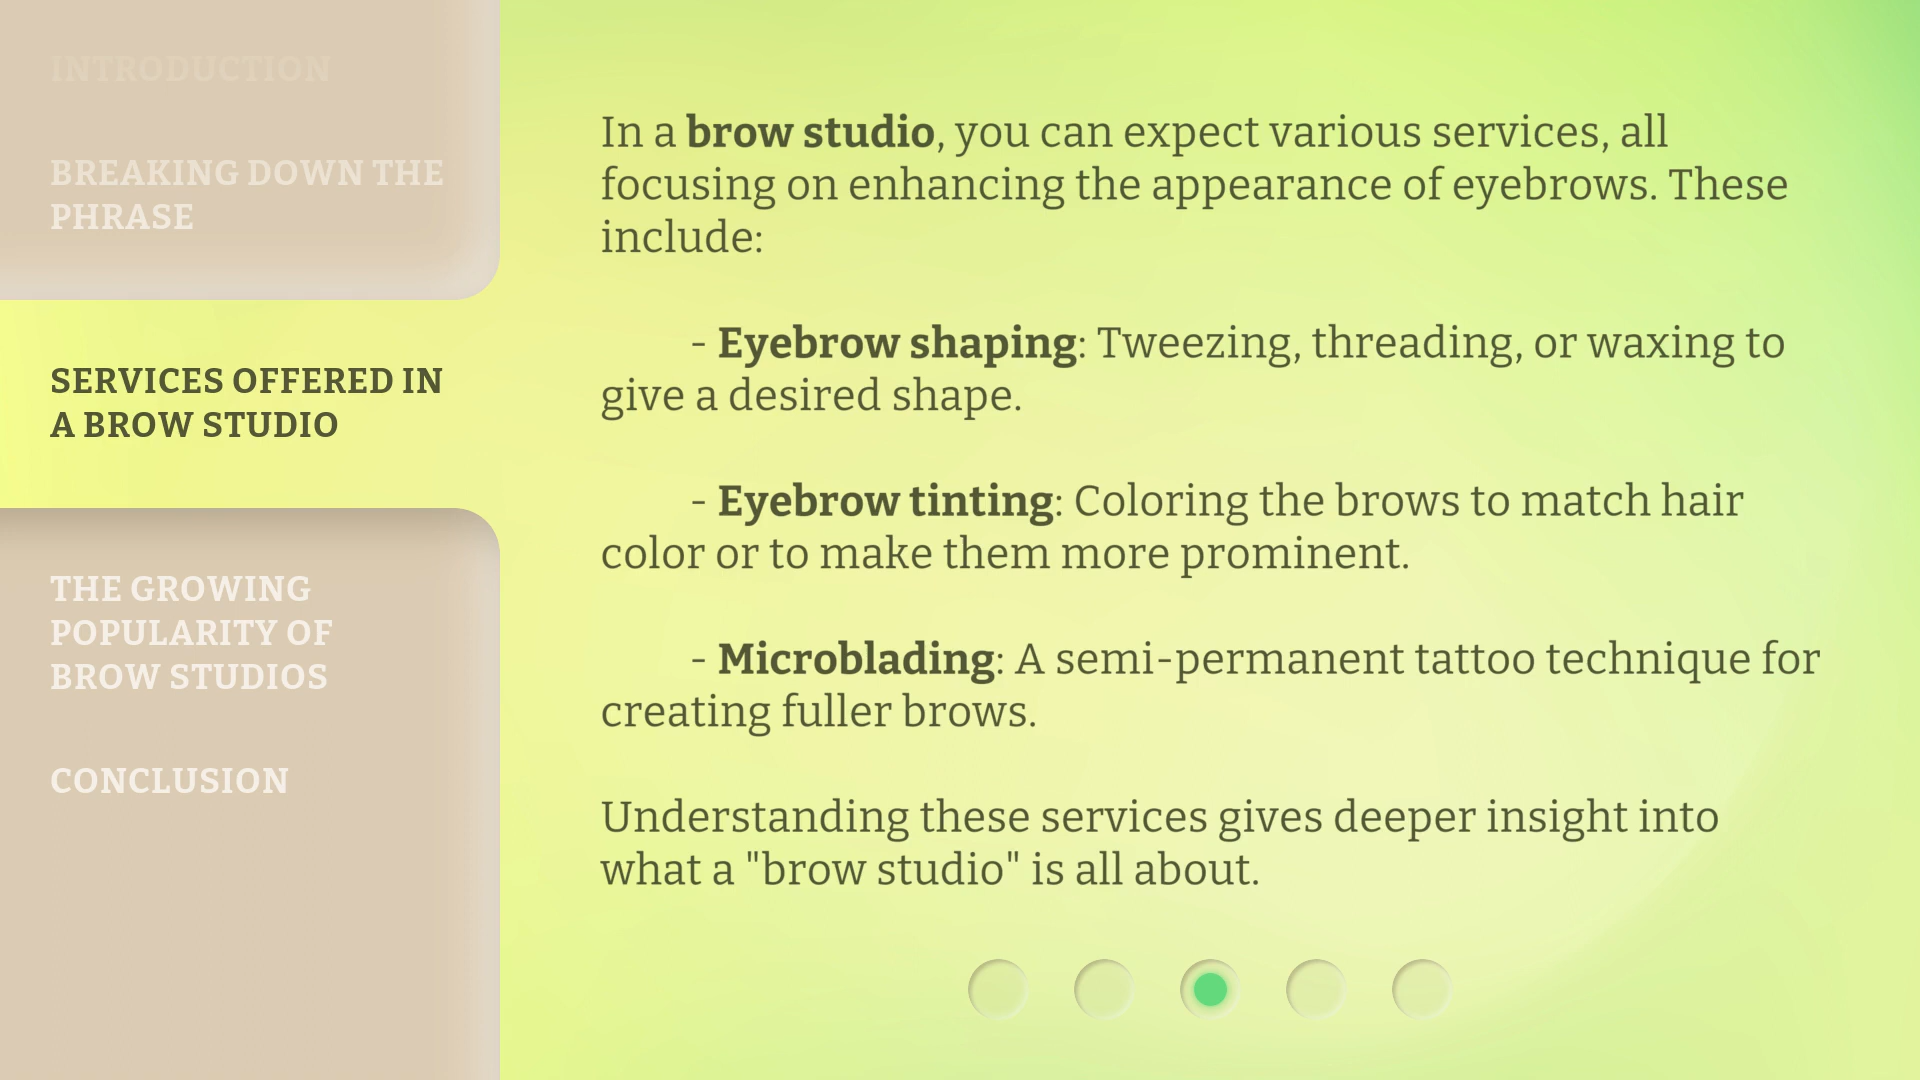 INTRODUCTION
BREAKING DOWN THE
PHRASE
SERVICES OFFERED IN
A BROW STUDIO
THE GROWING
POPULARITY OF
BROW STUDIOS
CONCLUSION
In a brow studio, you can expect various services, all
focusing on enhancing the appearance of eyebrows. These
include:
- Eyebrow shaping: Tweezing, threading, or waxing to
give a desired shape.
- Eyebrow tinting: Coloring the brows to match hair
color or to make them more prominent.
- Microblading: A semi-permanent tattoo technique for
creating fuller brows.
Understanding these services gives deeper insight into
what a "brow studio" is all about.